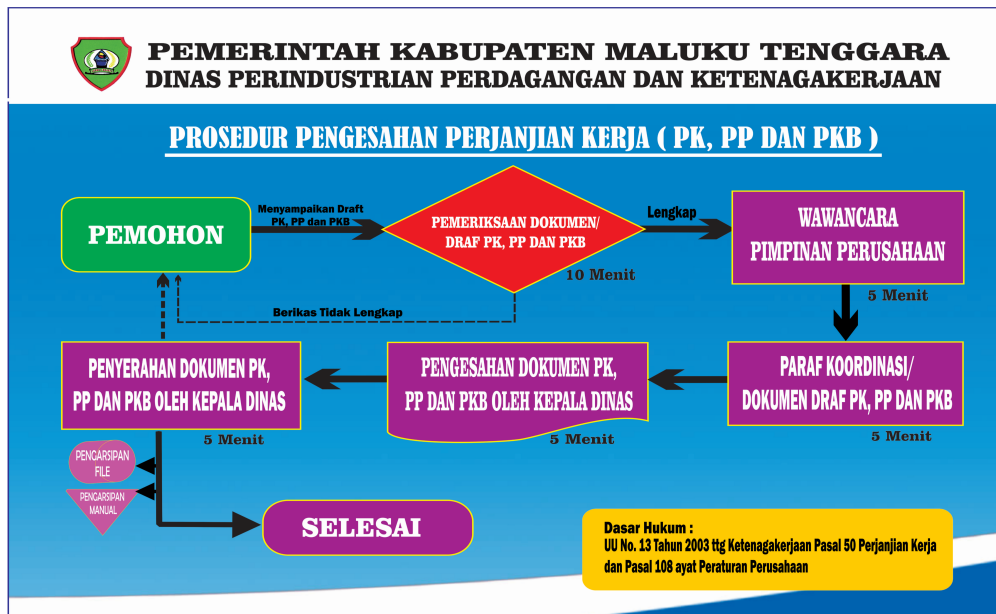 PEMERINTAH KABUPATEN MALUKU TENGGARA
DINAS PERINDUSTRIAN PERDAGANGAN DAN KETENAGAKERJAAN
PROSEDUR PENGESAHAN PERJANJIAN KERJA ( PK, PP DAN PKB )
PEMOHON
Menyampaikan Draft
PK, PP dan PKB
PEMERIKSAAN DOKUMEN/
DRAF PK, PP DAN PKB
10 Menit
Lengkap
WAWANCARA
PIMPINAN PERUSAHAAN
5 Menit
Berikas Tidak Lengkap
PENYERAHAN DOKUMEN PK,
PP DAN PKB OLEH KEPALA DINAS
5 Menit
PENGESAHAN DOKUMEN PK,
PP DAN PKB OLEH KEPALA DINAS
5 Menit
PARAF KOORDINASI/
DOKUMEN DRAF PK, PP DAN PKB
5 Menit
PENGARSIPAN
FILE
PENGARSIPAN
MANUAL
SELESAI
Dasar Hukum :
UU No. 13 Tahun 2003 ttg Ketenagakerjaan Pasal 50 Perjanjian Kerja
dan Pasal 108 ayat Peraturan Perusahaan